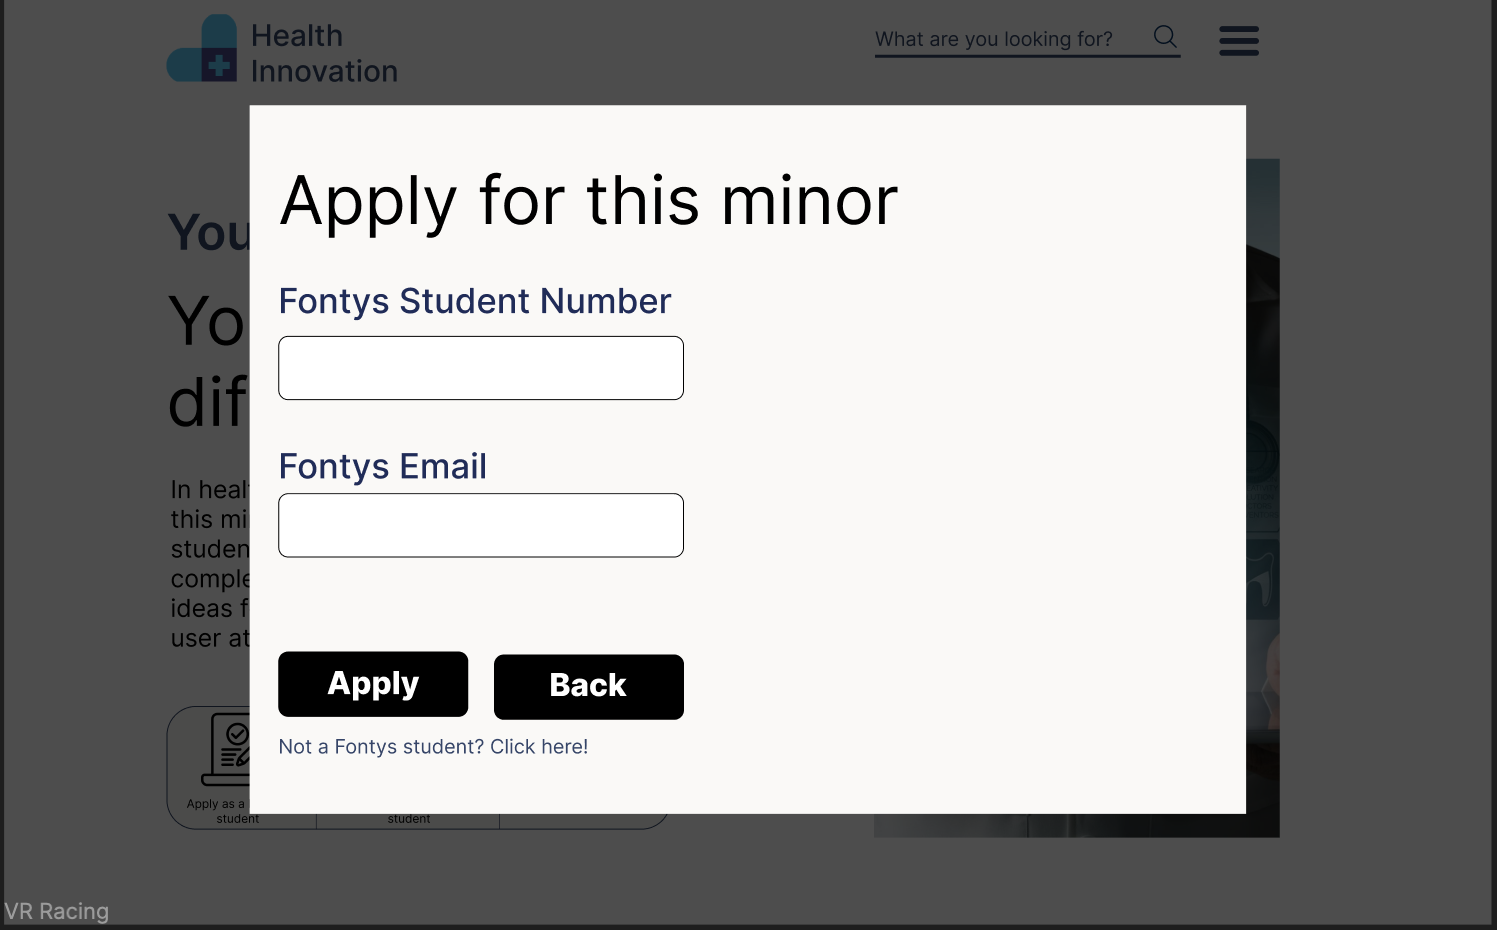 Health
Innovation
What are you looking for?
Apply for this minor
You
Fontys Student Number
Yo
dif
Fontys Email
In heal
this mi
studen
comple
ideas f
user at
Apply
Back
Not a Fontys student? Click here!
Apply as a
student
student
VR Racing